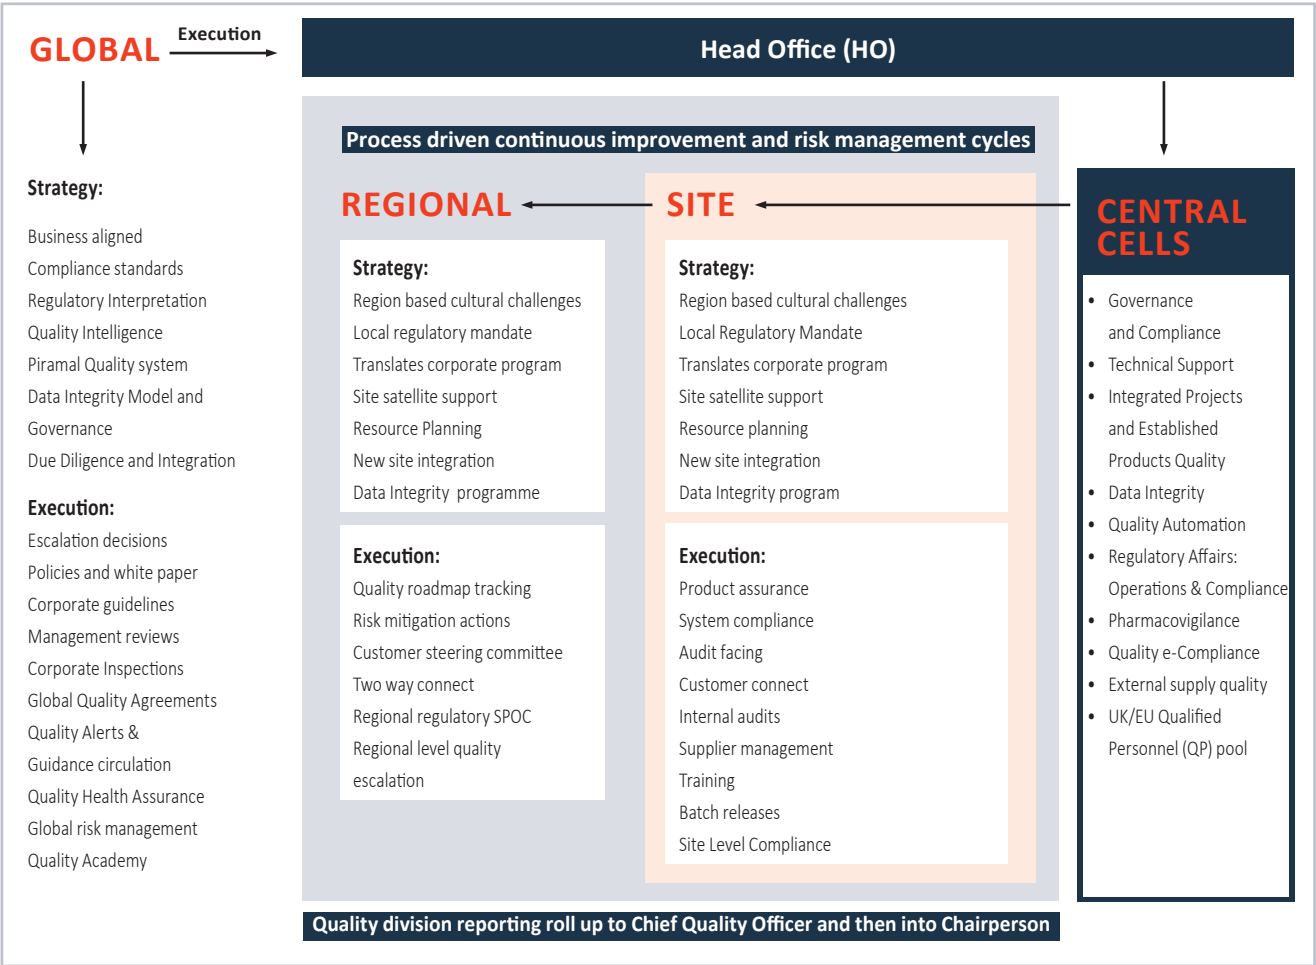 GLOBAL
Execution
Head Office (HO)
Strategy:
Business aligned
Compliance standards
Regulatory Interpretation
Quality Intelligence
Piramal Quality system
Data Integrity Model and
Governance
Due Diligence and Integration
Execution:
Escalation decisions
Policies and white paper
Corporate guidelines
Management reviews
Corporate Inspections
Global Quality Agreements
Quality Alerts &
Guidance circulation
Quality Health Assurance
Global risk management
Quality Academy
Process driven continuous improvement and risk management cycles
REGIONAL
Strategy:
Region based cultural challenges
Local regulatory mandate
Translates corporate program
Site satellite support
Resource Planning
New site integration
Data Integrity programme
Execution:
Quality roadmap tracking
Risk mitigation actions
Customer steering committee
Two way connect
Regional regulatory SPOC
Regional level quality
escalation
SITE
Strategy:
Region based cultural challenges
Local Regulatory Mandate
Translates corporate program
Site satellite support
Resource planning
New site integration
Data Integrity program
Execution:
Product assurance
System compliance
Audit facing
Customer connect
Internal audits
Supplier management
Training
Batch releases
Site Level Compliance
CENTRAL
CELLS
• Governance
and Compliance
• Technical Support
• Integrated Projects
and Established
Products Quality
• Data Integrity
• Quality Automation
• Regulatory Affairs:
Operations & Compliance
• Pharmacovigilance
• Quality e-Compliance
• External supply quality
• UK/EU Qualified
Personnel (QP) pool
Quality division reporting roll up to Chief Quality Officer and then into Chairperson